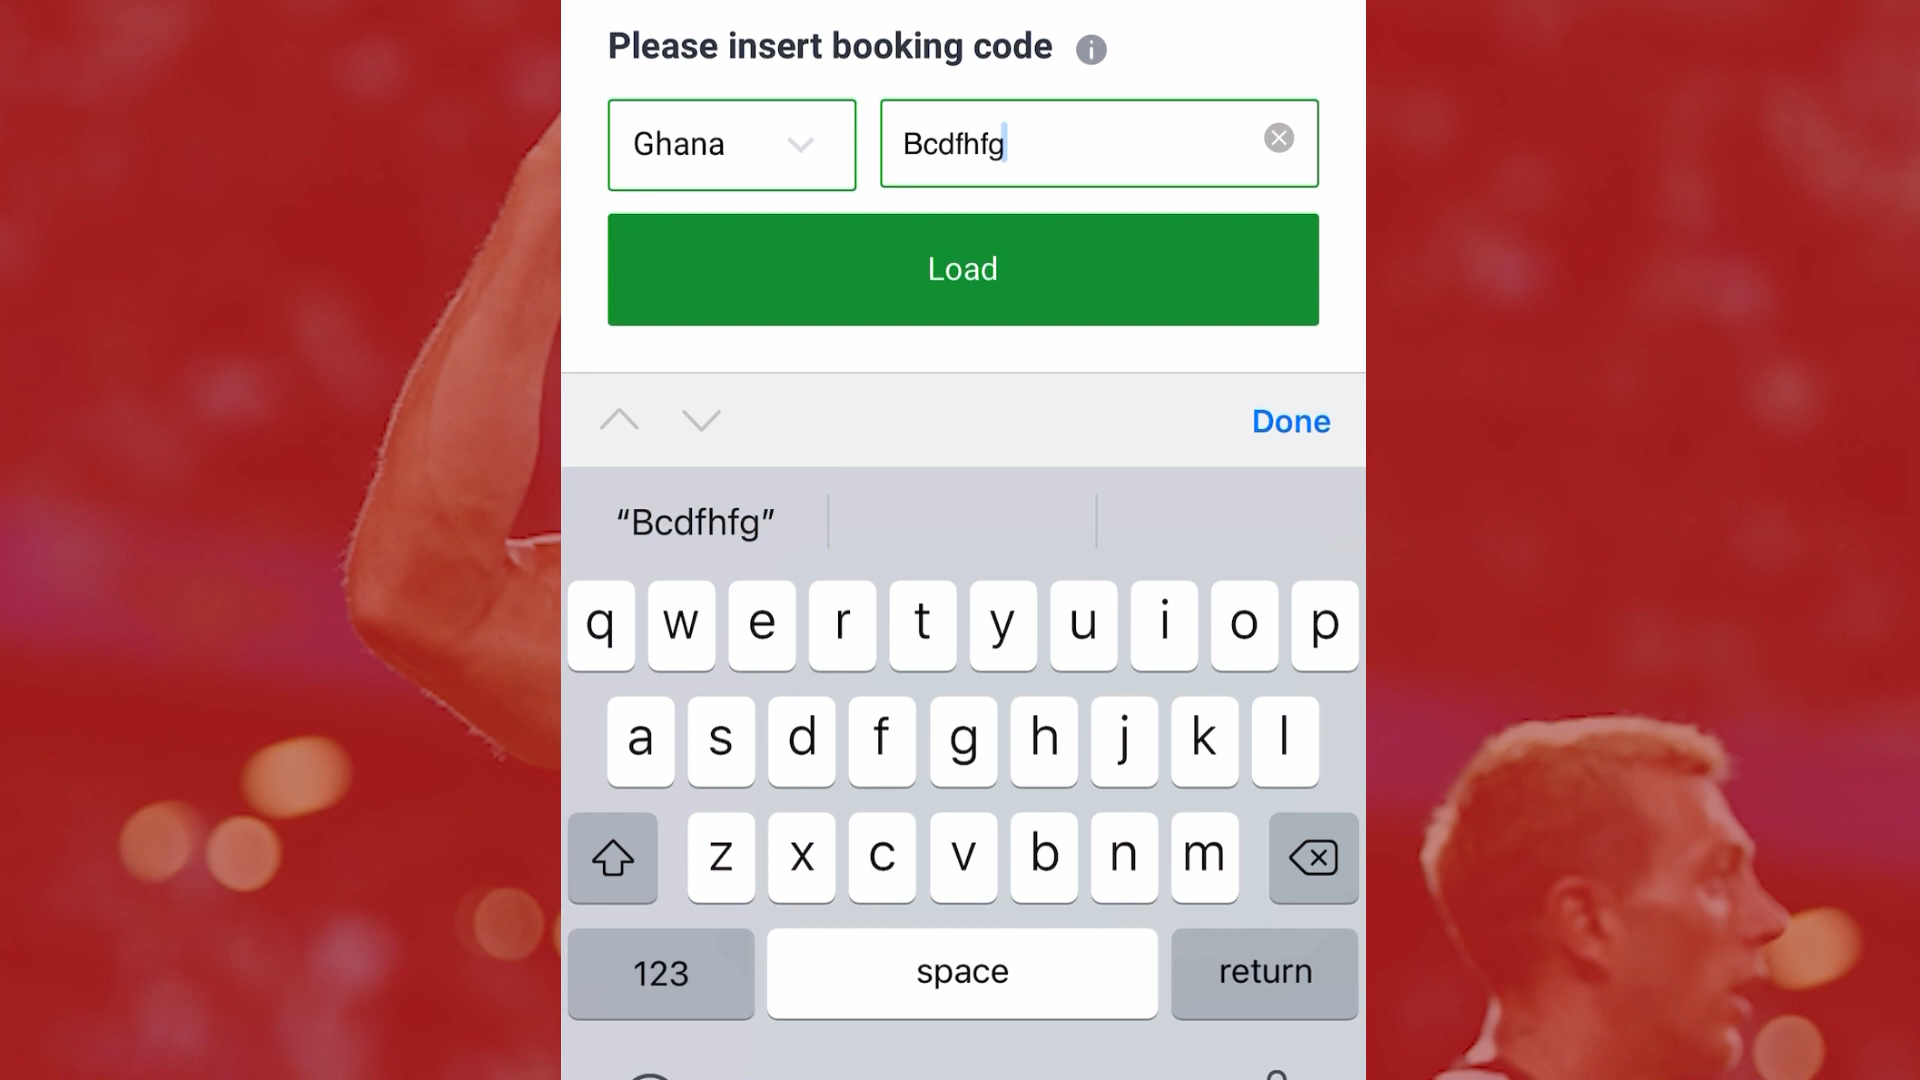 Please insert booking code
Ghana
Bcdfhfg
Load
Done
“Bcdfhfg”
q w e r t y u i o p
a s d f g h j k l
z x c v b n m
123 space return